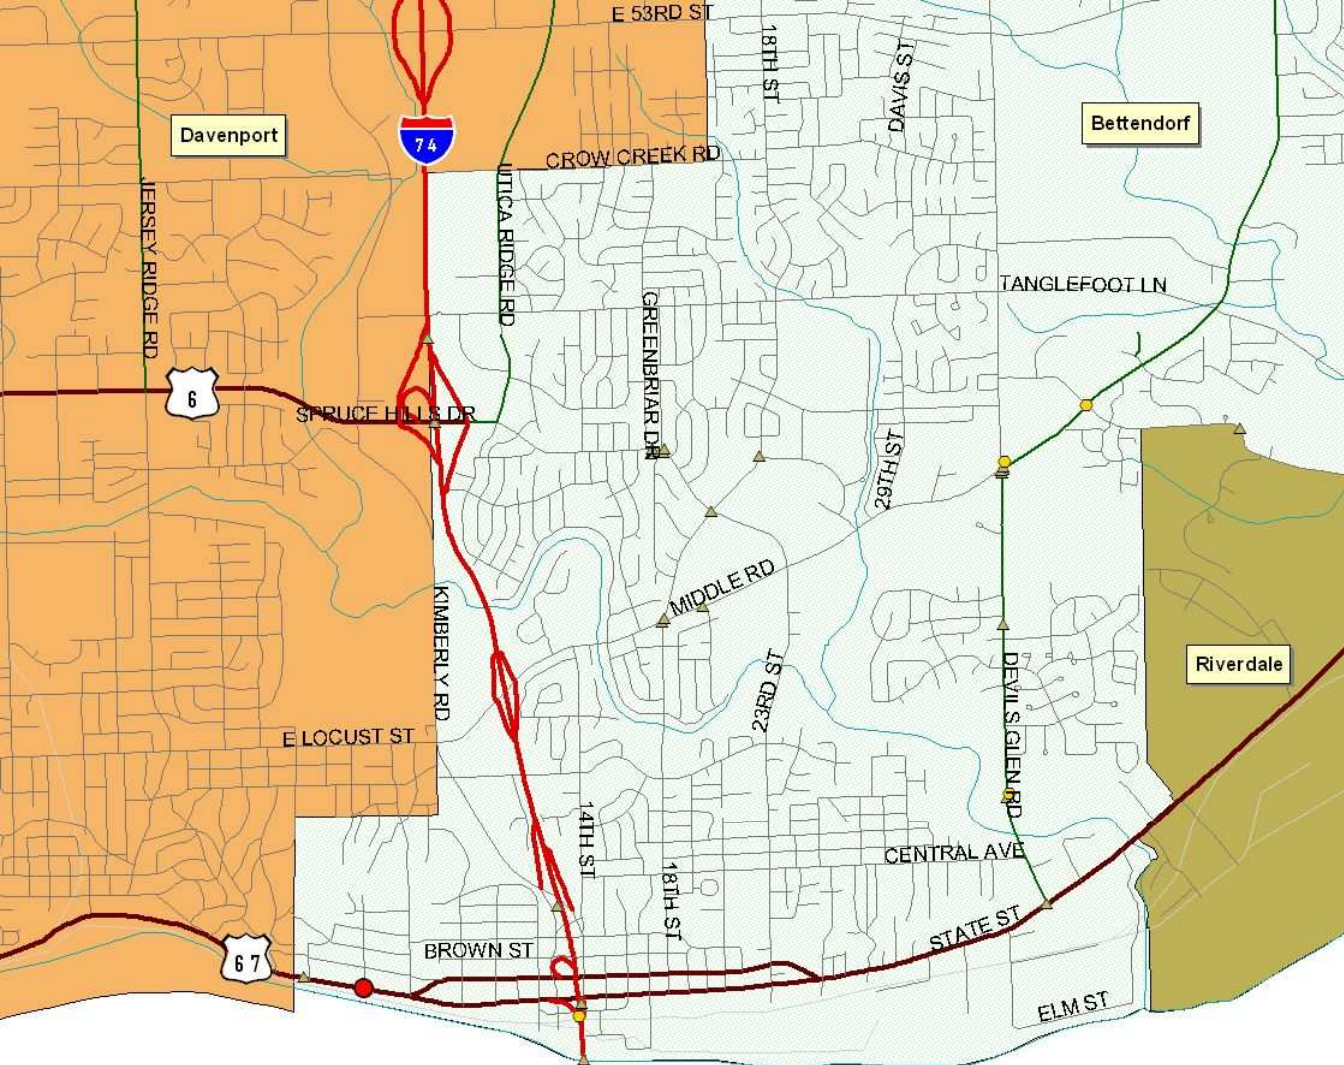 E 53RD ST
18TH ST
DAVIS ST
Davenport
Bettendorf
74
CROW CREEK RD
JERSEY RIDGE RD
UTICA RIDGE RD
TANGLEFOOT LN
GREENBRIAR DR
6
SPRUCE HILLS DR
29TH ST
MIDDLE RD
KIMBERLY RD
23RD ST
DEVILS GLEN RD
Riverdale
E LOCUST ST
14TH ST
CENTRAL AVE
18TH ST
STATE ST
BROWN ST
67
ELM ST